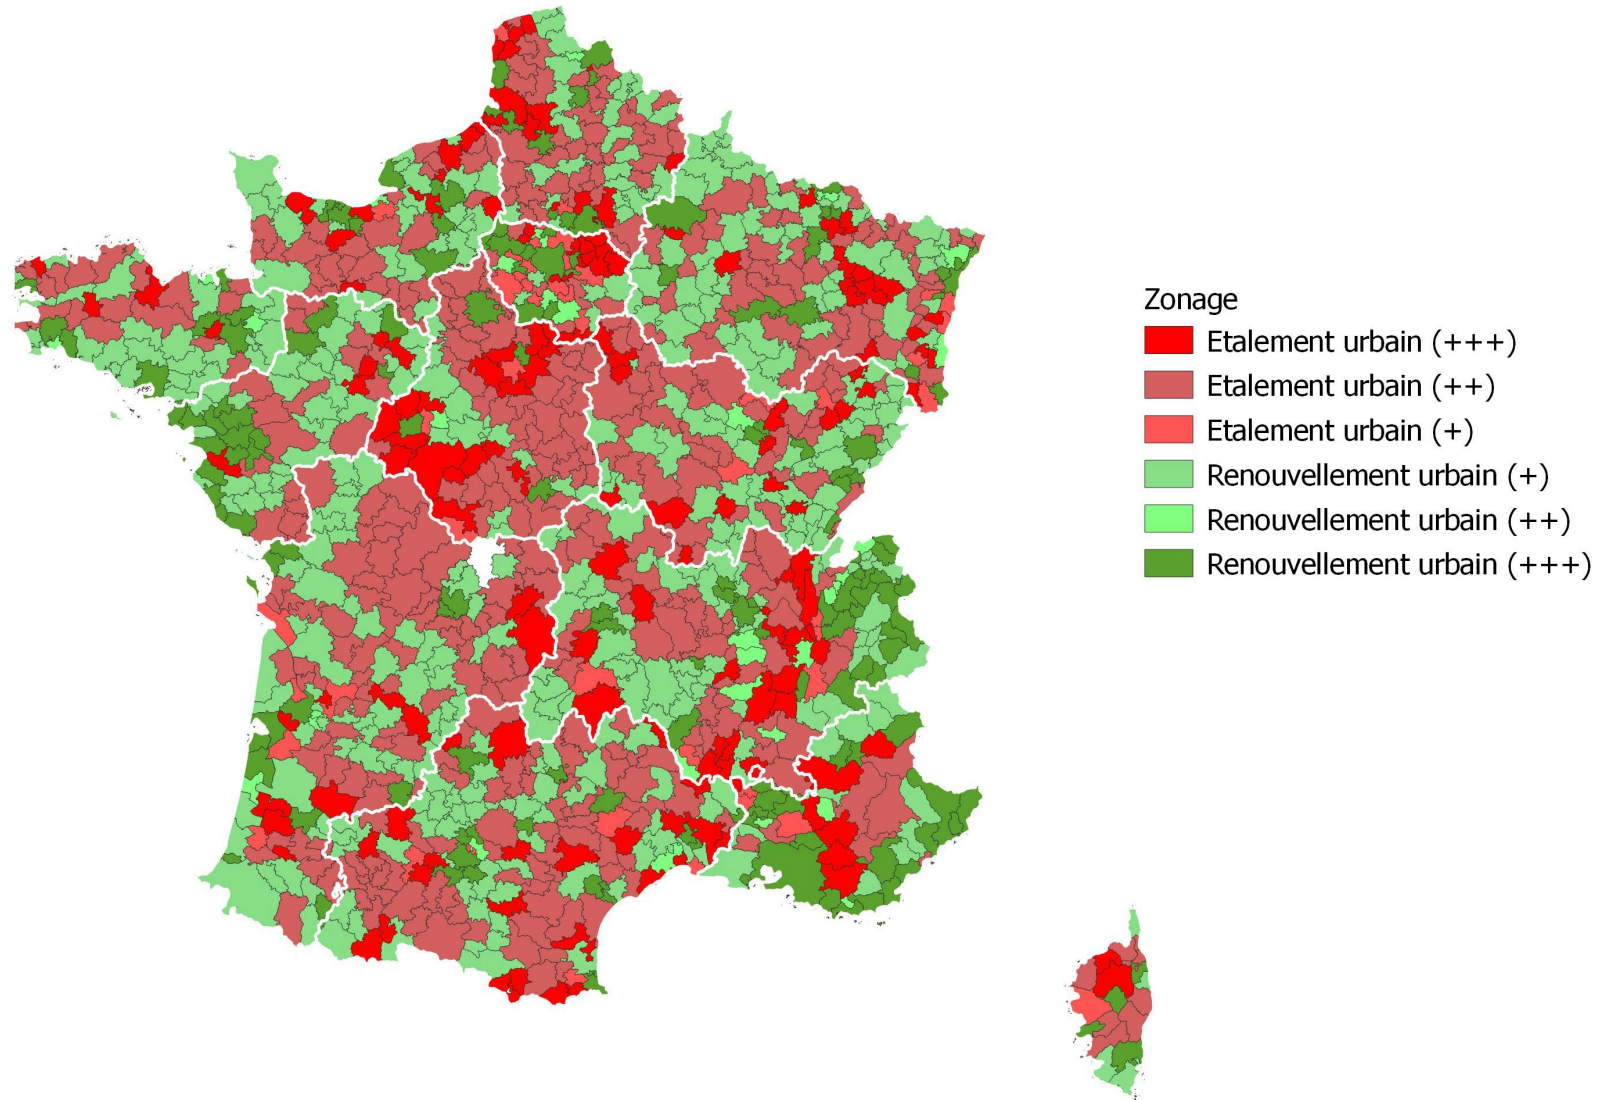 Zonage
Etalement urbain (+++)
Etalement urbain (++)
Etalement urbain (+)
Renouvellement urbain (+)
Renouvellement urbain (++)
Renouvellement urbain (+++)